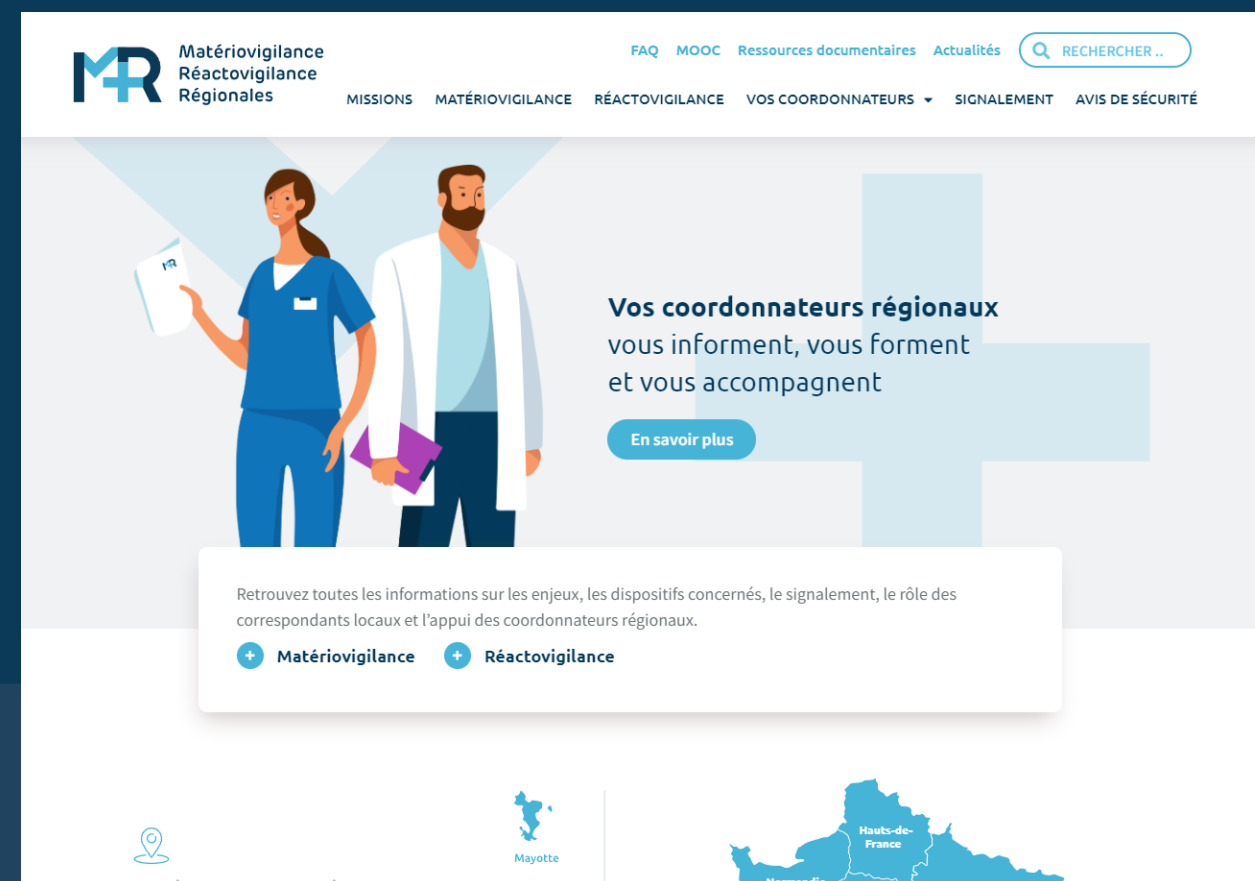 Matériovigilance
Réactovigilance
Régionales
FAQ MOOC Ressources documentaires Actualités RECHERCHER ..
MISSIONS MATÉRIOVIGILANCE RÉACTOVIGILANCE VOS COORDONNATEURS SIGNALEMENT AVIS DE SÉCURITÉ
MR
Vos coordonnateurs régionaux
vous informent, vous forment
et vous accompagnent
En savoir plus
Retrouvez toutes les informations sur les enjeux, les dispositifs concernés, le signalement, le rôle des
correspondants locaux et l’appui des coordonnateurs régionaux.
Matériovigilance Réactovigilance
Hauts-de-
France
Mayotte